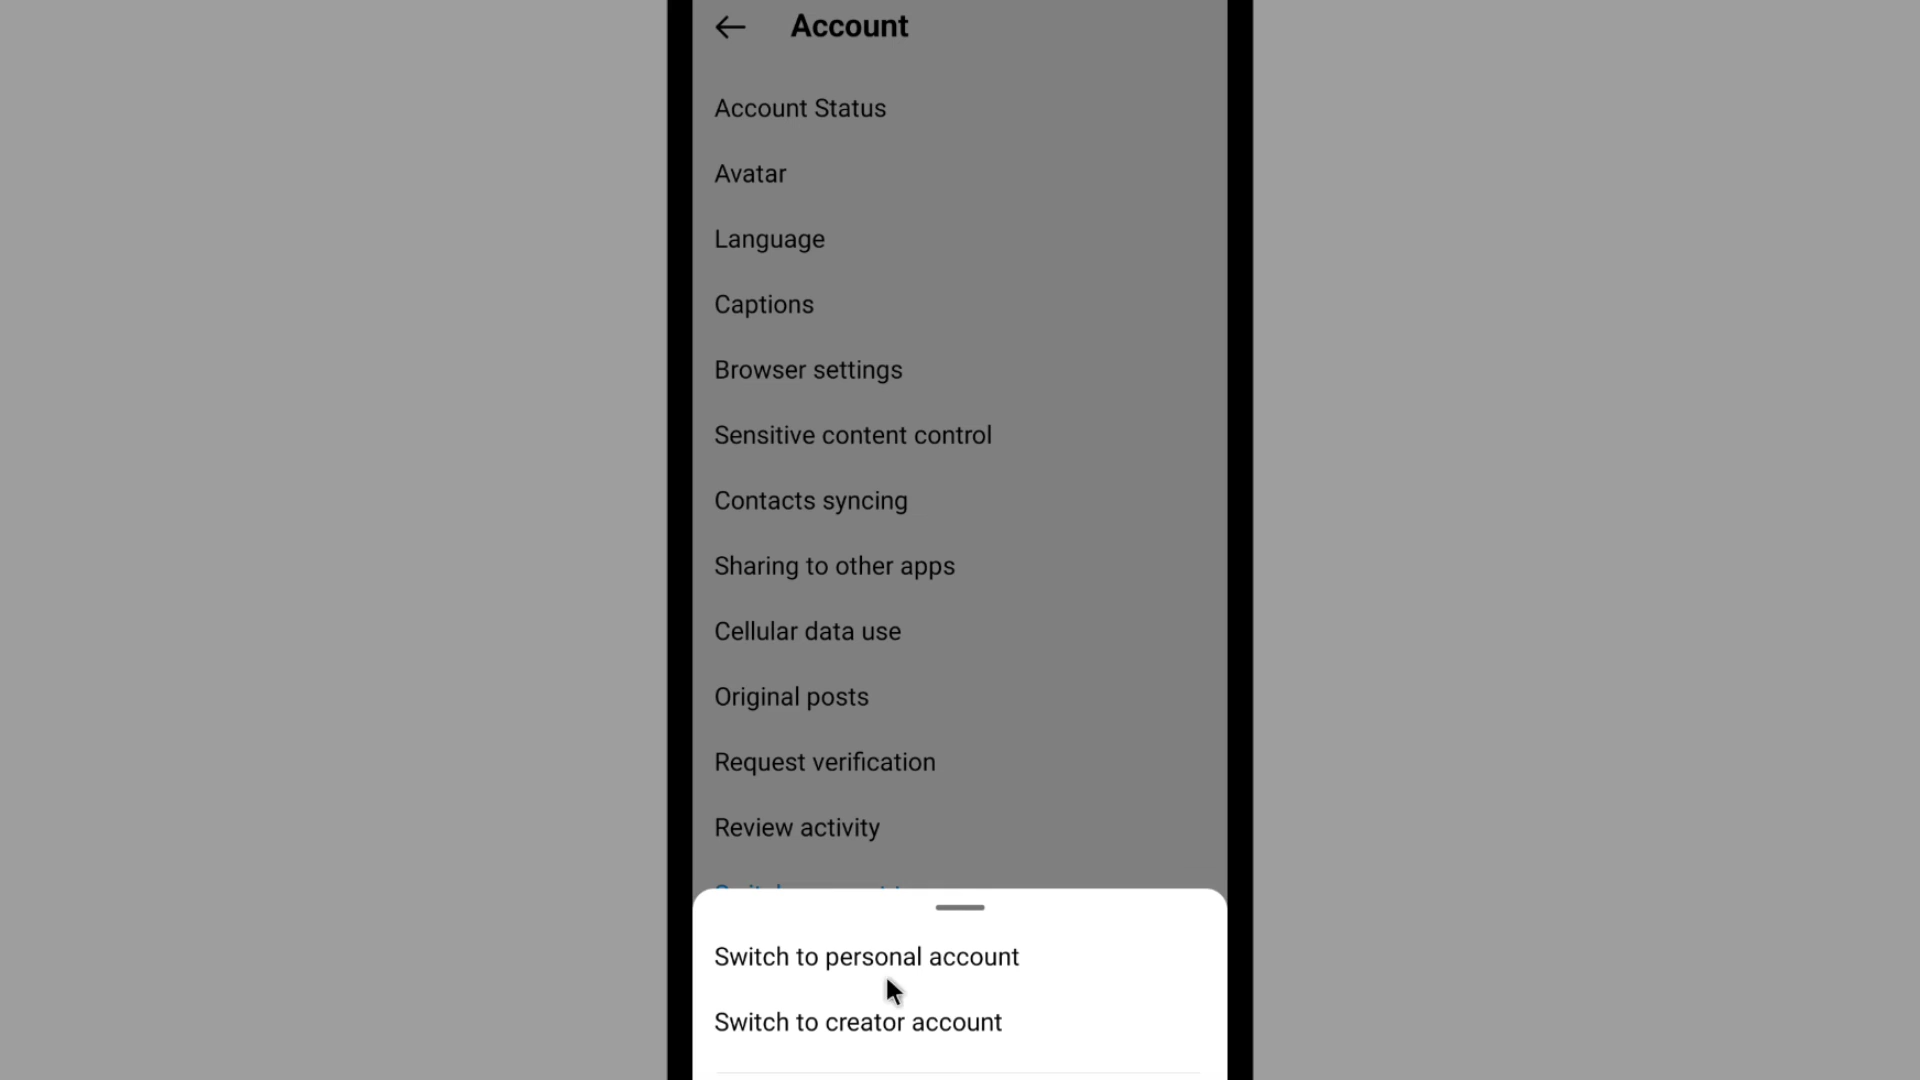 Account
Account Status
Avatar
Language
Captions
Browser settings
Sensitive content control
Contacts syncing
Sharing to other apps
Cellular data use
Original posts
Request verification
Review activity
Switch to personal account
Switch to creator account